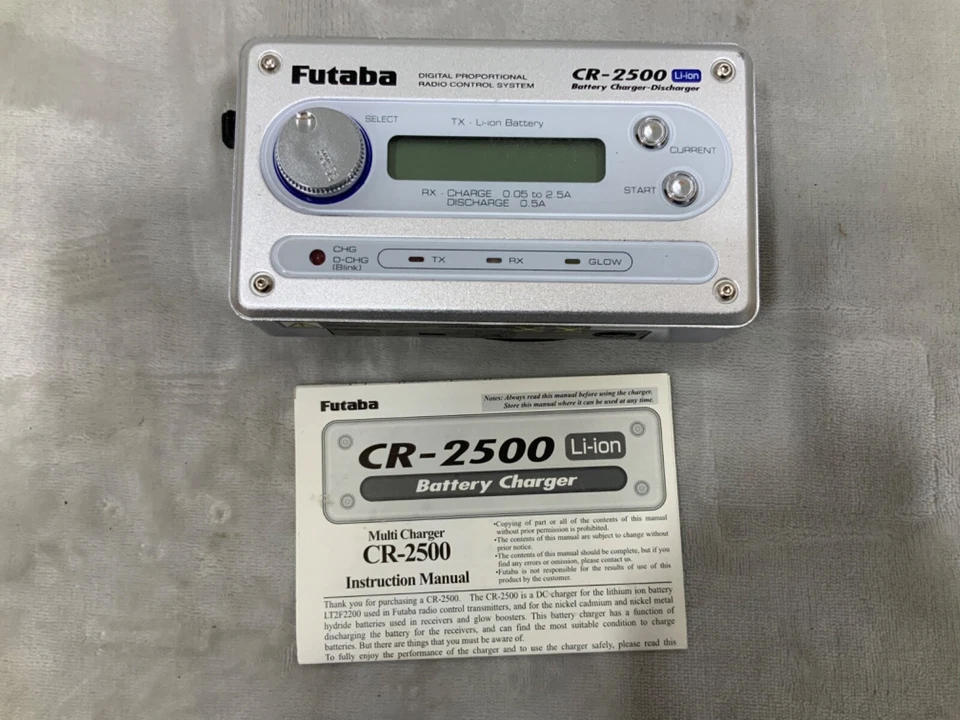 Futaba
DIGITAL PROPORTIONAL
RADIO CONTROL SYSTEM
CR-2500 Li-ion
Battery Charger-Discharger
SELECT
TX - Li-ion Battery
CURRENT
START
RX - CHARGE 0.05 to 2.5A
DISCHARGE 0.5A
CHG
D-CHG
(Blink)
TX
RX
GLOW
Futaba
Notes: Always read this manual before using the charger.
Store this manual where it can be used at any time.
CR-2500 Li-ion
Battery Charger
Multi Charger
CR-2500
Instruction Manual
•Copying of part or all of the contents of this manual
without prior permission is prohibited.
•The contents of this manual are subject to change without
prior notice.
•The contents of this manual should be complete, but if you
find any errors or omission, please contact us.
•Futaba is not responsible for the results of use of this
product by the customer.
Thank you for purchasing a CR-2500. The CR-2500 is a DC charger for the lithium ion battery
LT2F2200 used in Futaba radio control transmitters, and for the nickel cadmium and nickel metal
hydride batteries used in receivers and glow boosters. This battery charger has a function of
discharging the battery for the receivers, and can find the most suitable condition to charge
batteries. But there are things that you must be aware of.
To fully enjoy the performance of the charger and to use the charger safely, please read this